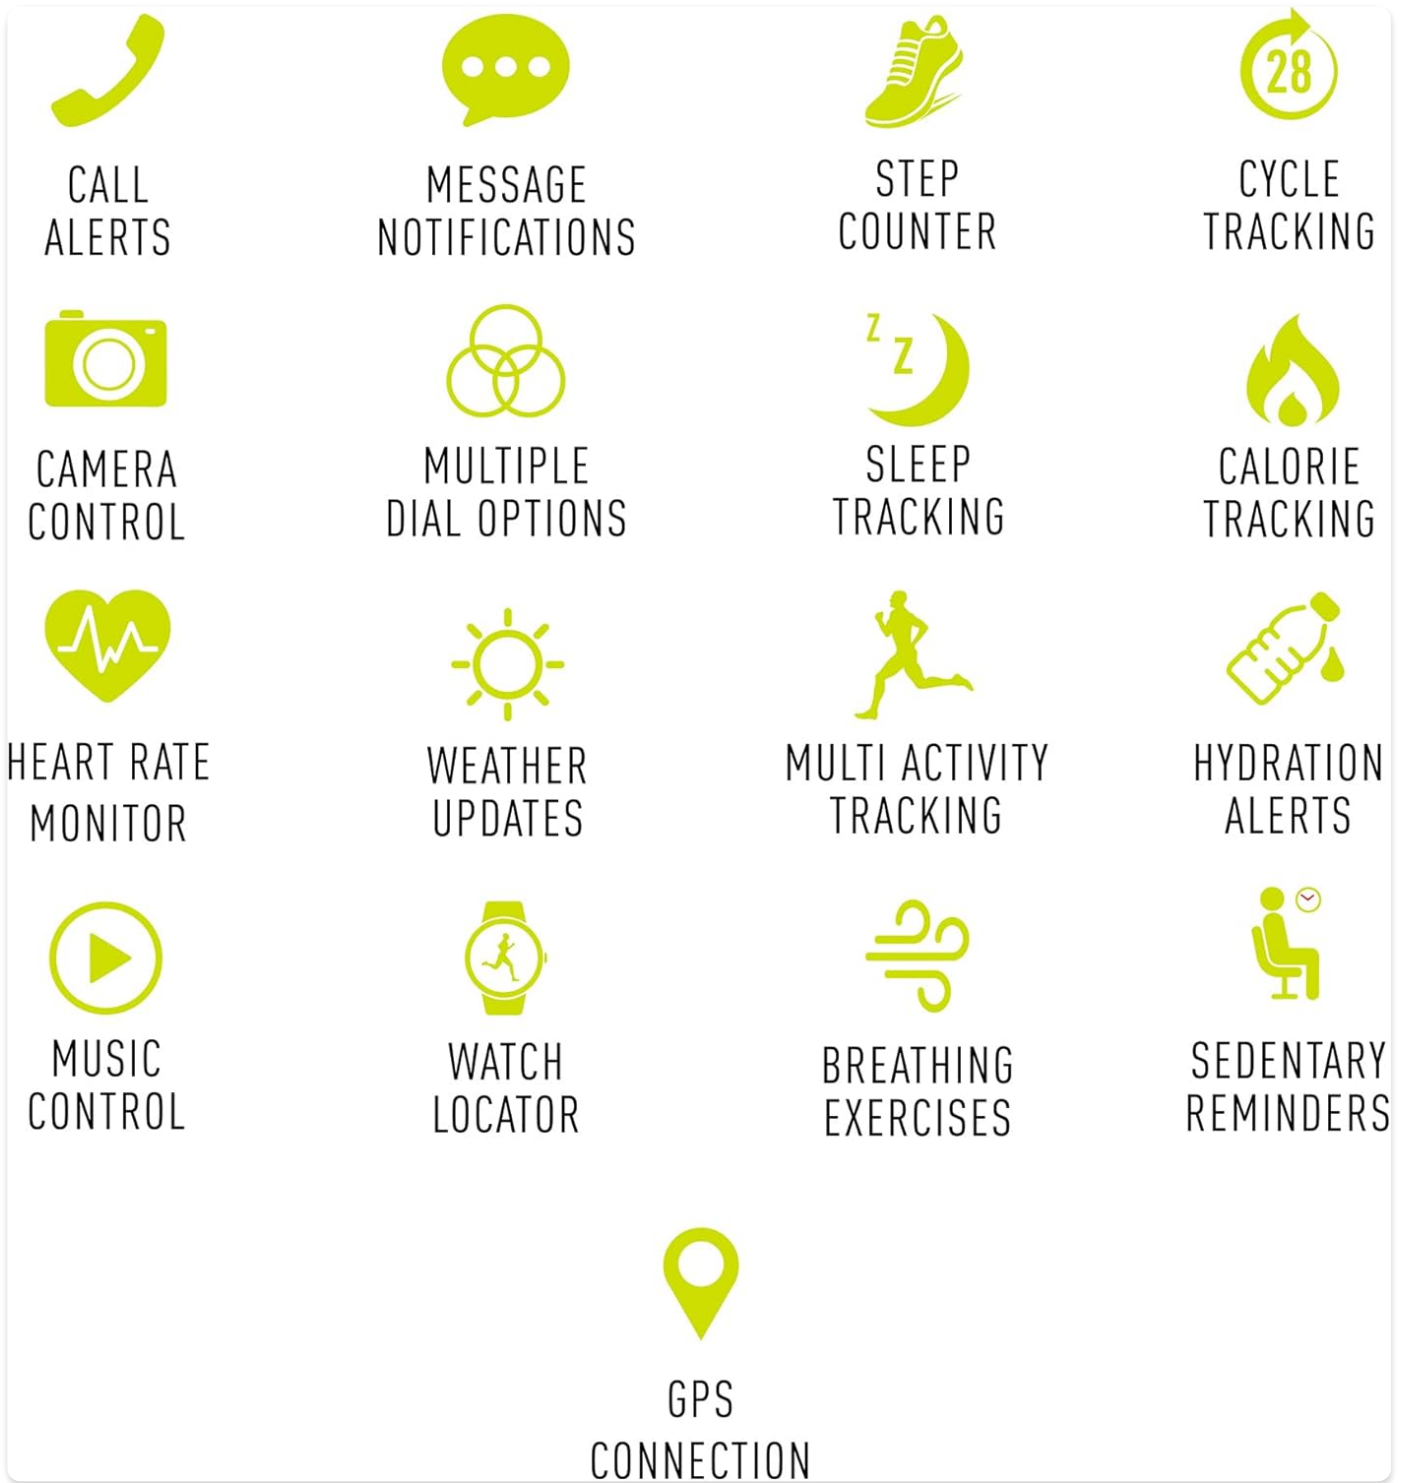 28
CALL
ALERTS
MESSAGE
NOTIFICATIONS
STEP
COUNTER
CYCLE
TRACKING
z
z
CAMERA
CONTROL
MULTIPLE
DIAL OPTIONS
SLEEP
TRACKING
CALORIE
TRACKING
HEART RATE
MONITOR
WEATHER
UPDATES
MULTI ACTIVITY
TRACKING
HYDRATION
ALERTS
MUSIC
CONTROL
WATCH
LOCATOR
BREATHING
EXERCISES
SEDENTARY
REMINDERS
GPS
CONNECTION